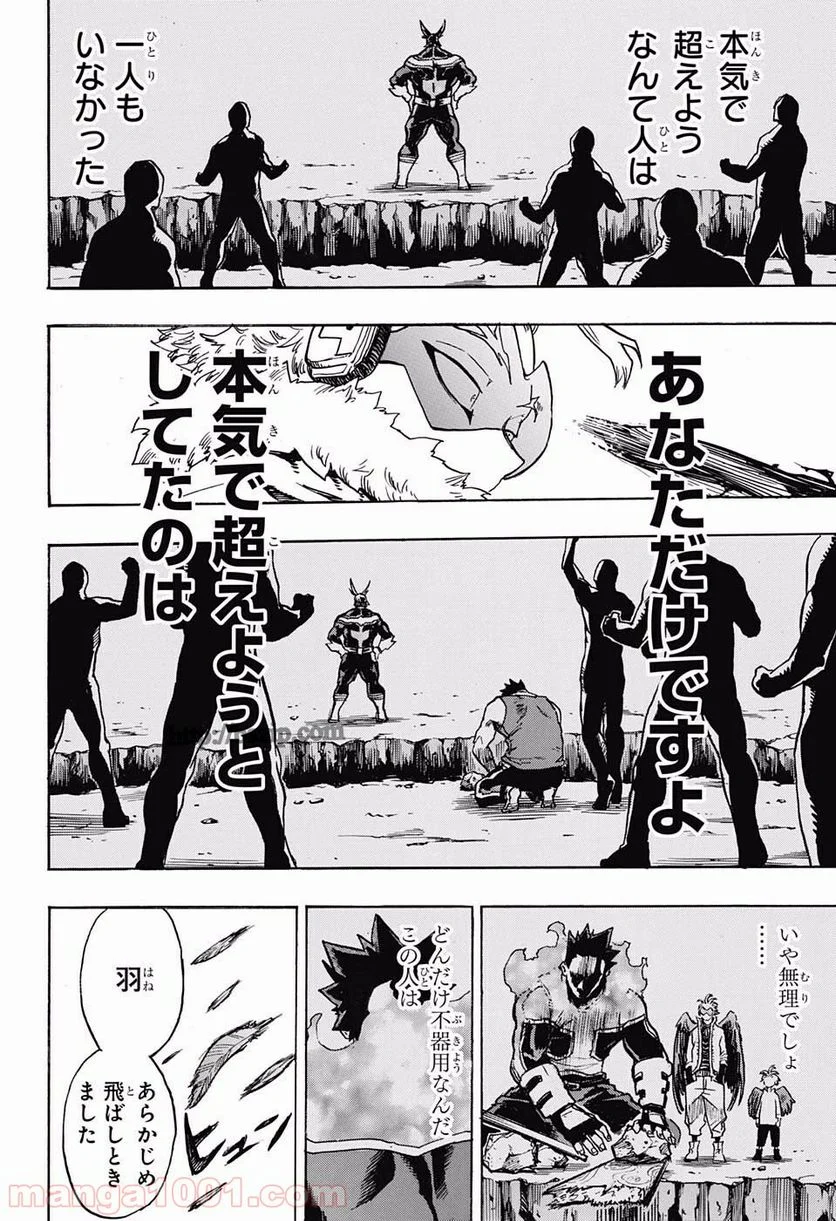 本気で
超えよう
なんて人は
一人も
いなかった
あなただけですよ
本気で超えようと
してたのは
いや無理でしょ
……
どんだけ不器用なんだ
この人は
羽
あらかじめ
飛ばしとき
ました
manga1001.com